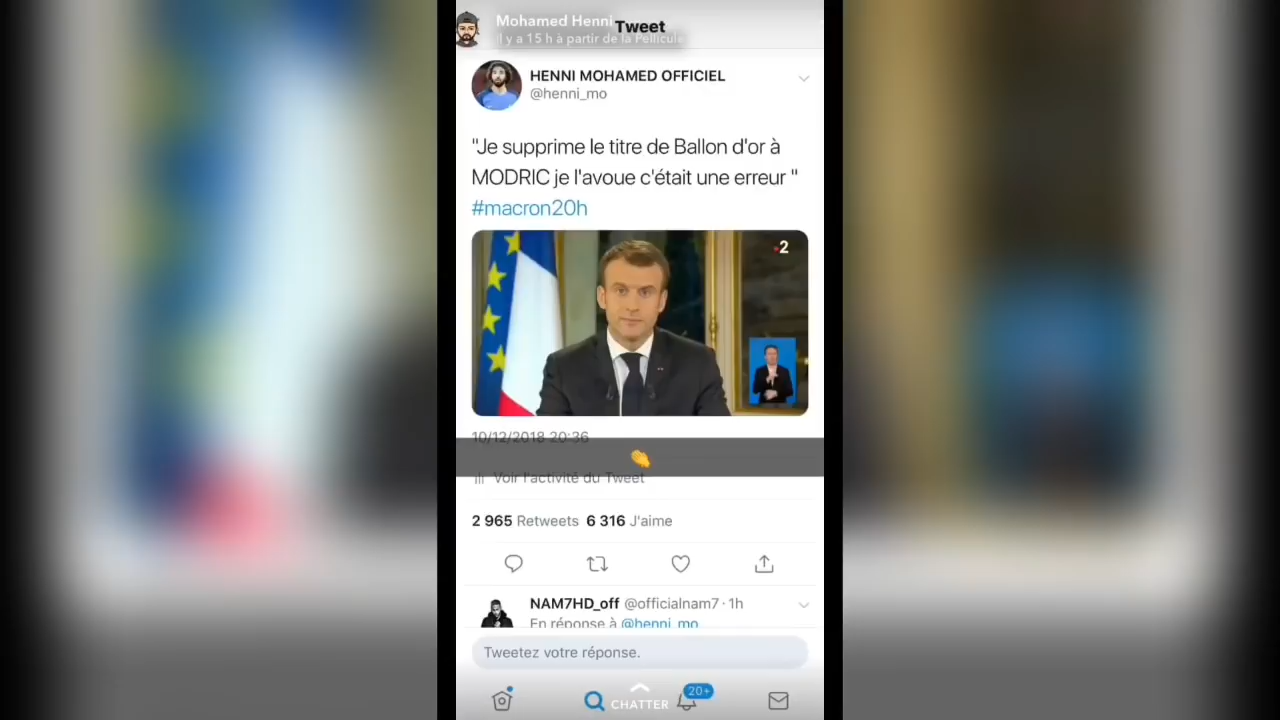 Mohamed Henni
Tweet
Il y a 15 h à partir de la Pellicule
HENNI MOHAMED OFFICIEL
@henni_mo
"Je supprime le titre de Ballon d'or à
MODRIC je l'avoue c'était une erreur "
#macron20h
2
10/12/2018 20:36
Voir l'activité du Tweet
2 965 Retweets 6 316 J'aime
NAM7HD_off @officialnam7 · 1h
En réponse à @henni_mo
Tweetez votre réponse.
20+
CHATTER